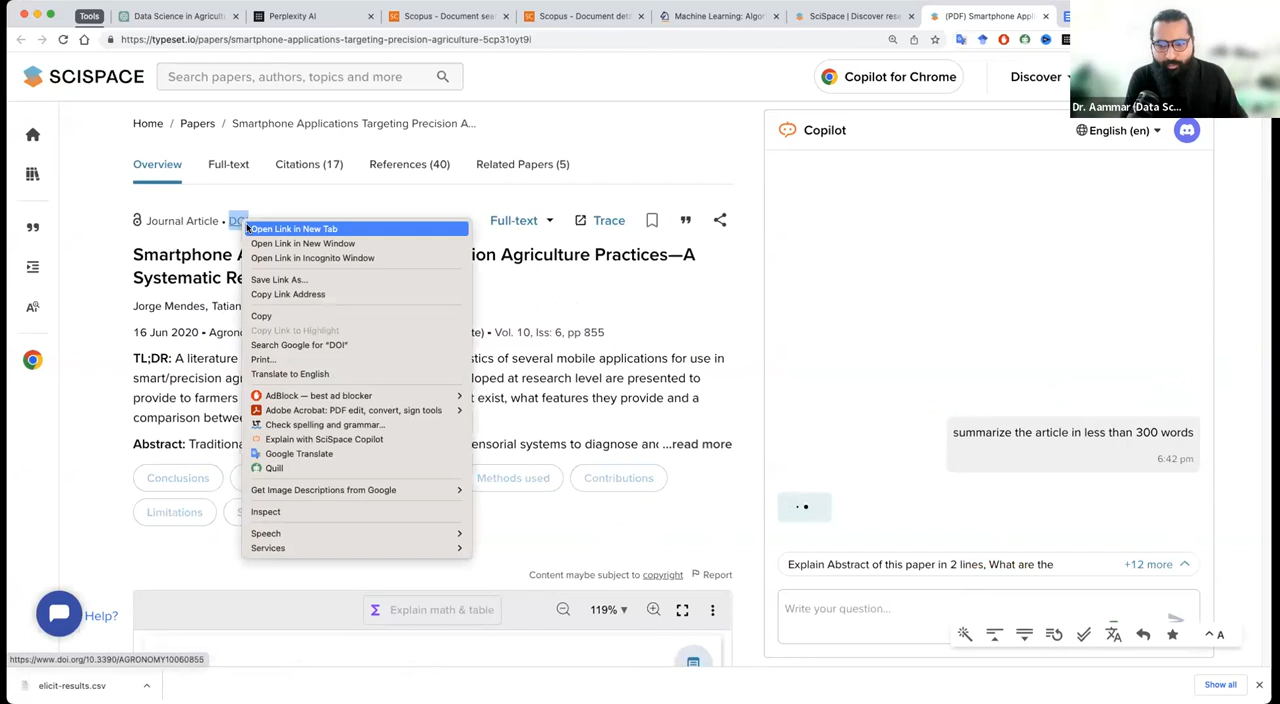 Tools
Data Science in Agricult
Perplexity AI
Scopus - Document sea
Scopus - Document deta
Machine Learning: Algor
SciSpace | Discover rese
(PDF) Smartphone Appli
https://typeset.io/papers/smartphone-applications-targeting-precision-agriculture-5cp31oyt9i
SCISPACE
Search papers, authors, topics and more
Copilot for Chrome
Discover
Dr. Aammar (Data Sc...
Home / Papers / Smartphone Applications Targeting Precision A...
Copilot
English (en)
Overview
Full-text
Citations (17)
References (40)
Related Papers (5)
Journal Article • DOI
Full-text
Trace
Open Link in New Tab
Open Link in New Window
Open Link in Incognito Window
Save Link As...
Copy Link Address
Copy
Copy Link to Highlight
Search Google for "DOI"
Print...
Translate to English
AdBlock — best ad blocker
Adobe Acrobat: PDF edit, convert, sign tools
Check spelling and grammar...
Explain with SciSpace Copilot
Google Translate
Quill
Get Image Descriptions from Google
Inspect
Speech
Services
Smartphone A ion Agriculture Practices—A
Systematic Re
Jorge Mendes, Tatian
16 Jun 2020 • Agron te) • Vol. 10, Iss: 6, pp 855
TL;DR: A literature stics of several mobile applications for use in
smart/precision agr loped at research level are presented to
provide to farmers exist, what features they provide and a
comparison betwe
Abstract: Traditiona ensorial systems to diagnose and ...read more
Conclusions
Methods used
Contributions
Limitations
summarize the article in less than 300 words
6:42 pm
Explain Abstract of this paper in 2 lines, What are the
+12 more
Write your question...
A
Content maybe subject to copyright
Report
Explain math & table
119%
Help?
https://www.doi.org/10.3390/AGRONOMY10060855
elicit-results.csv
Show all